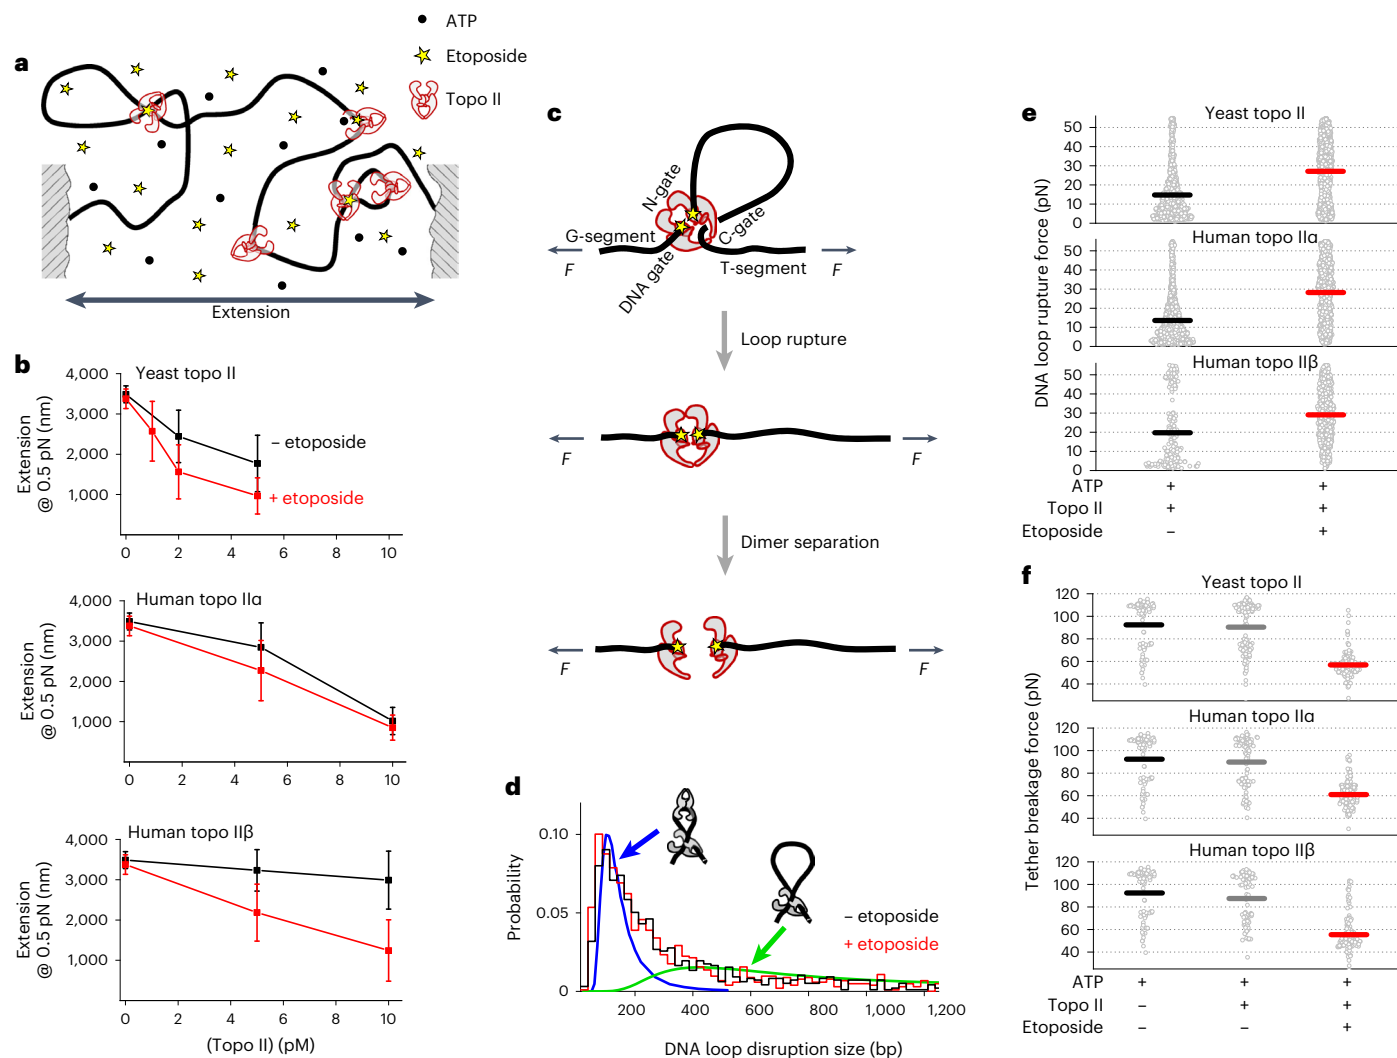 ATP
Etoposide
Topo II
a
Extension
b
4,000
3,000
2,000
1,000
Extension
@ 0.5 pN (nm)
Yeast topo II
– etoposide
+ etoposide
0 2 4 6 8 10
4,000
3,000
1,000
Extension
@ 0.5 pN (nm)
Human topo IIα
0 2 4 6 8 10
4,000
3,000
2,000
1,000
Extension
@ 0.5 pN (nm)
Human topo IIβ
0 2 4 6 8 10
(Topo II) (pM)
c
N-gate
C-gate
G-segment
DNA gate
T-segment
F
F
Loop rupture
F
F
Dimer separation
F
F
d
0.10
0.05
0
Probability
– etoposide
+ etoposide
200 400 600 800 1,000 1,200
DNA loop disruption size (bp)
e
DNA loop rupture force (pN)
Yeast topo II
50
40
30
20
10
0
Human topo IIα
50
40
30
20
10
0
Human topo IIβ
50
40
30
20
10
0
ATP + +
Topo II + +
Etoposide – +
f
Tether breakage force (pN)
Yeast topo II
120
100
80
60
40
Human topo IIα
120
100
80
60
40
Human topo IIβ
120
100
80
60
40
ATP + + +
Topo II – + +
Etoposide – – +